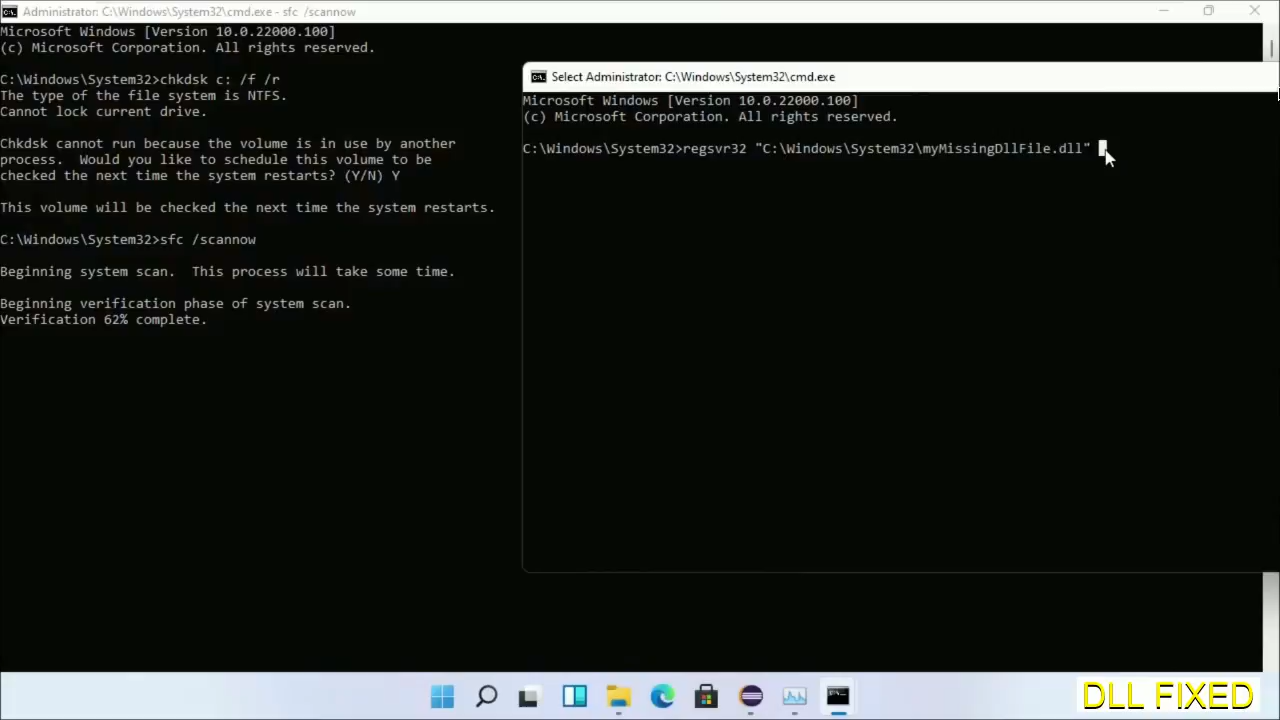 Administrator: C:\Windows\System32\cmd.exe - sfc /scannow
Microsoft Windows [Version 10.0.22000.100]
(c) Microsoft Corporation. All rights reserved.
C:\Windows\System32>chkdsk c: /f /r
The type of the file system is NTFS.
Cannot lock current drive.
Chkdsk cannot run because the volume is in use by another
process.  Would you like to schedule this volume to be
checked the next time the system restarts? (Y/N) Y
This volume will be checked the next time the system restarts.
C:\Windows\System32>sfc /scannow
Beginning system scan.  This process will take some time.
Beginning verification phase of system scan.
Verification 62% complete.
Select Administrator: C:\Windows\System32\cmd.exe
Microsoft Windows [Version 10.0.22000.100]
(c) Microsoft Corporation. All rights reserved.
C:\Windows\System32>regsvr32 "C:\Windows\System32\myMissingDllFile.dll"
DLL FIXED